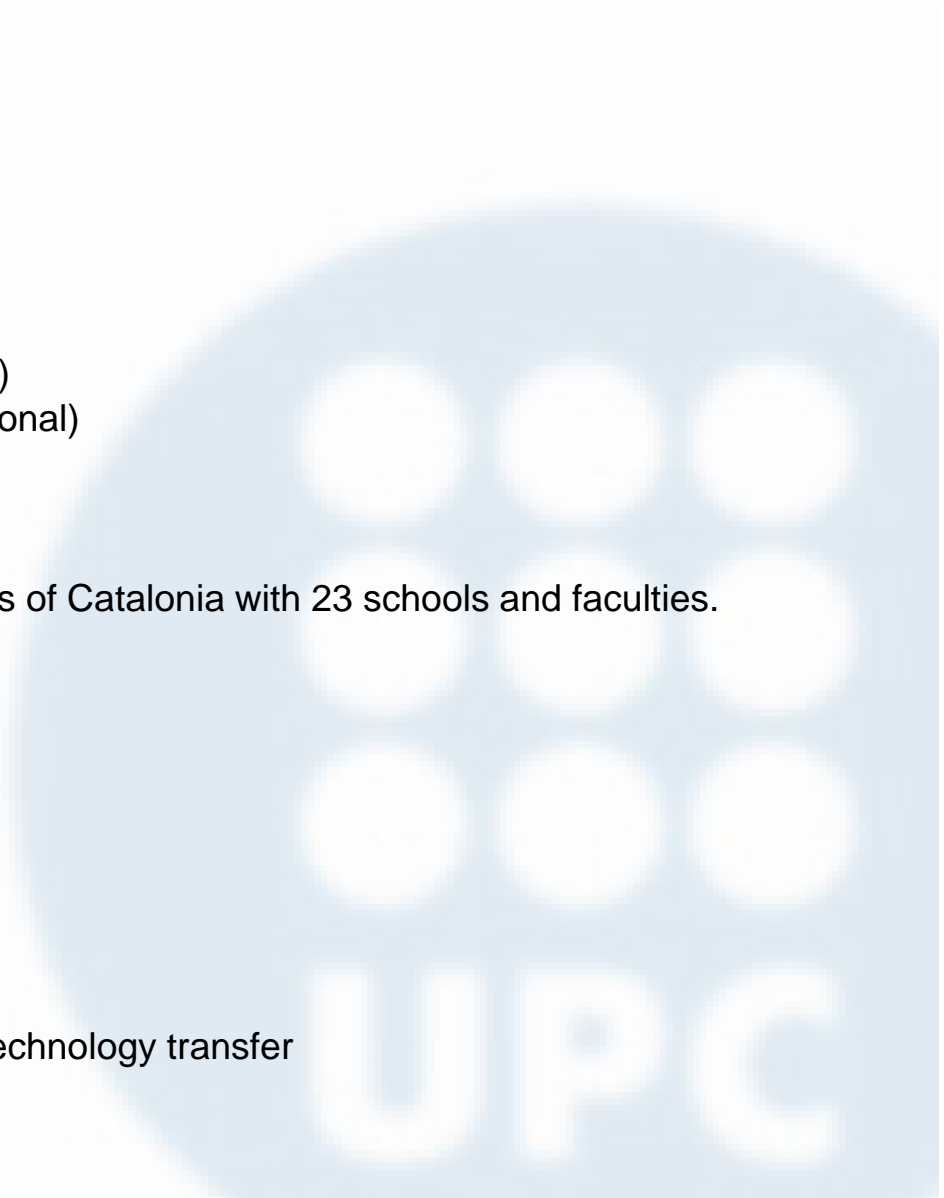 )
onal)
s of Catalonia with 23 schools and faculties.
echnology transfer
UPC